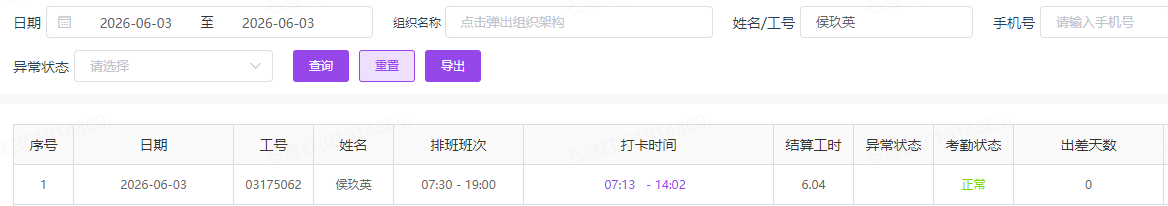 日期 2026-06-03 至 2026-06-03 组织名称 点击弹出组织架构 姓名/工号 侯玖英 手机号 请输入手机号
异常状态 请选择 查询 重置 导出
序号 日期 工号 姓名 排班班次 打卡时间 结算工时 异常状态 考勤状态 出差天数
1 2026-06-03 03175062 侯玖英 07:30 - 19:00 07:13 - 14:02 6.04 正常 0